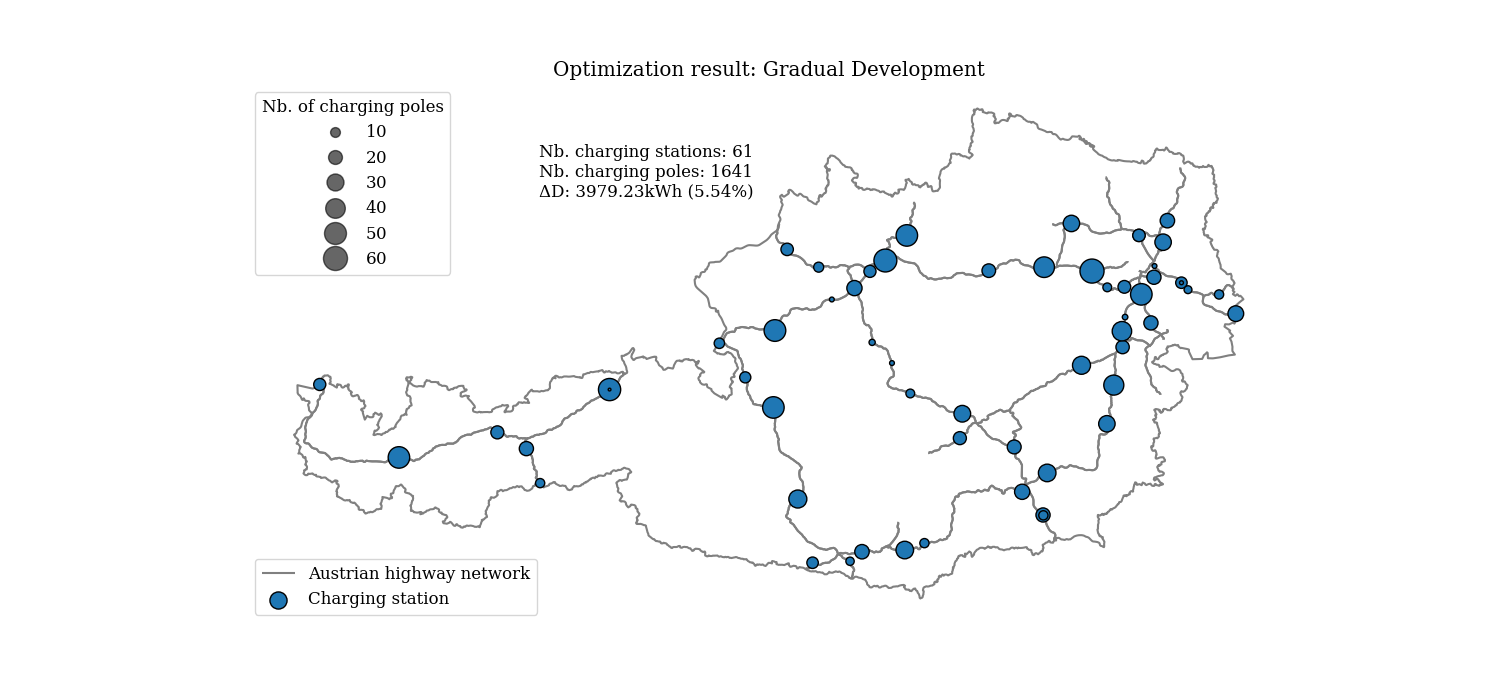 Optimization result: Gradual Development
Nb. of charging poles
10
20
30
40
50
60
Nb. charging stations: 61
Nb. charging poles: 1641
ΔD: 3979.23kWh (5.54%)
Austrian highway network
Charging station